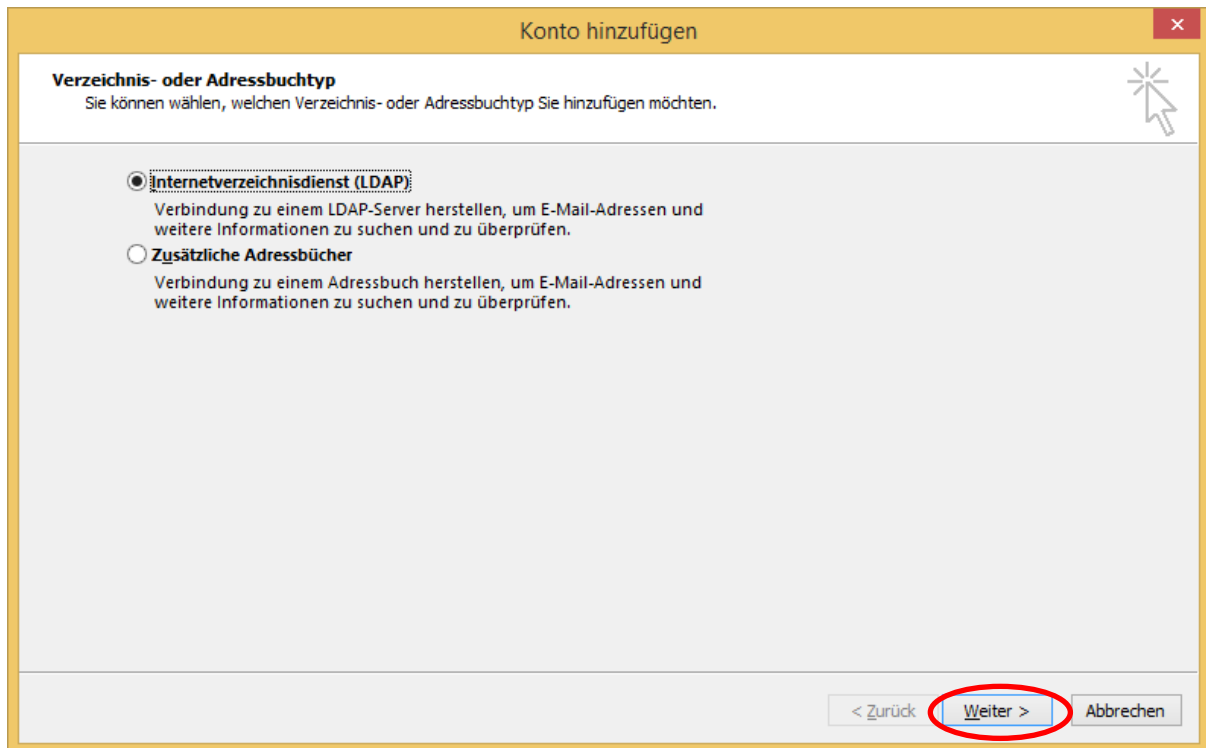 Konto hinzufügen
×
Verzeichnis- oder Adressbuchtyp
Sie können wählen, welchen Verzeichnis- oder Adressbuchtyp Sie hinzufügen möchten.
Internetverzeichnisdienst (LDAP)
Verbindung zu einem LDAP-Server herstellen, um E-Mail-Adressen und
weitere Informationen zu suchen und zu überprüfen.
Zusätzliche Adressbücher
Verbindung zu einem Adressbuch herstellen, um E-Mail-Adressen und
weitere Informationen zu suchen und zu überprüfen.
< Zurück Weiter > Abbrechen